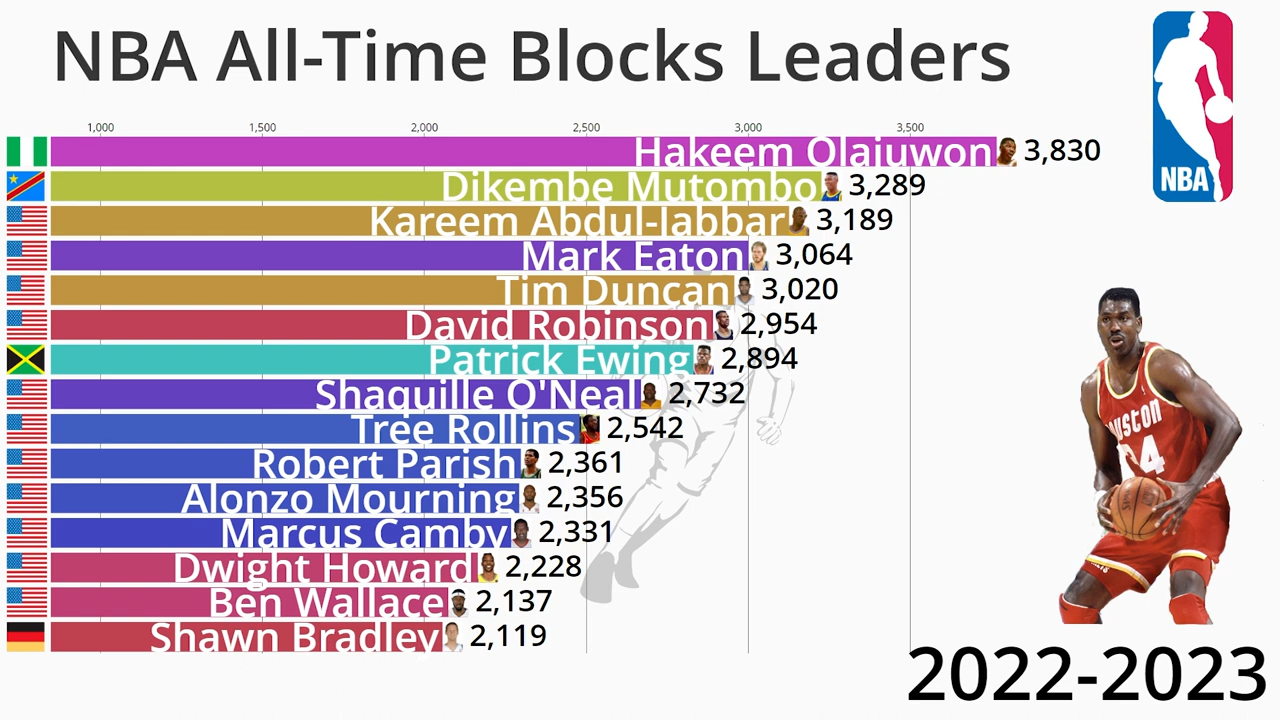 NBA All-Time Blocks Leaders
NBA
1,000 1,500 2,000 2,500 3,000 3,500
Hakeem Olajuwon 3,830
Dikembe Mutombo 3,289
Kareem Abdul-Jabbar 3,189
Mark Eaton 3,064
Tim Duncan 3,020
David Robinson 2,954
Patrick Ewing 2,894
Shaquille O'Neal 2,732
Tree Rollins 2,542
Robert Parish 2,361
Alonzo Mourning 2,356
Marcus Camby 2,331
Dwight Howard 2,228
Ben Wallace 2,137
Shawn Bradley 2,119
2022-2023